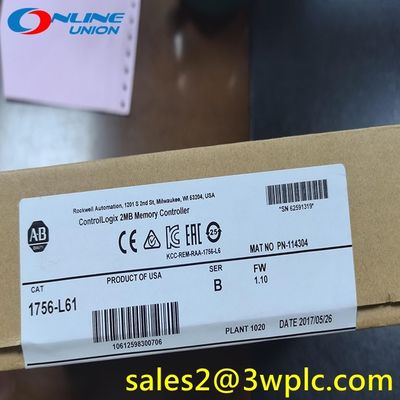 ONLINE
UNION
Rockwell Automation, 1201 S 2nd St, Milwaukee, WI 63204, USA,
ControlLogix 2MB Memory Controller
*SN 62591319*
AB
CE
25
KCC-REM-RAA-1756-L6
MAT NO PN-114304
PRODUCT OF USA
CAT
1756-L61
SER
B
FW
1.10
10612598300706
PLANT 1020
DATE 2017/05/26
sales2@3wplc.com